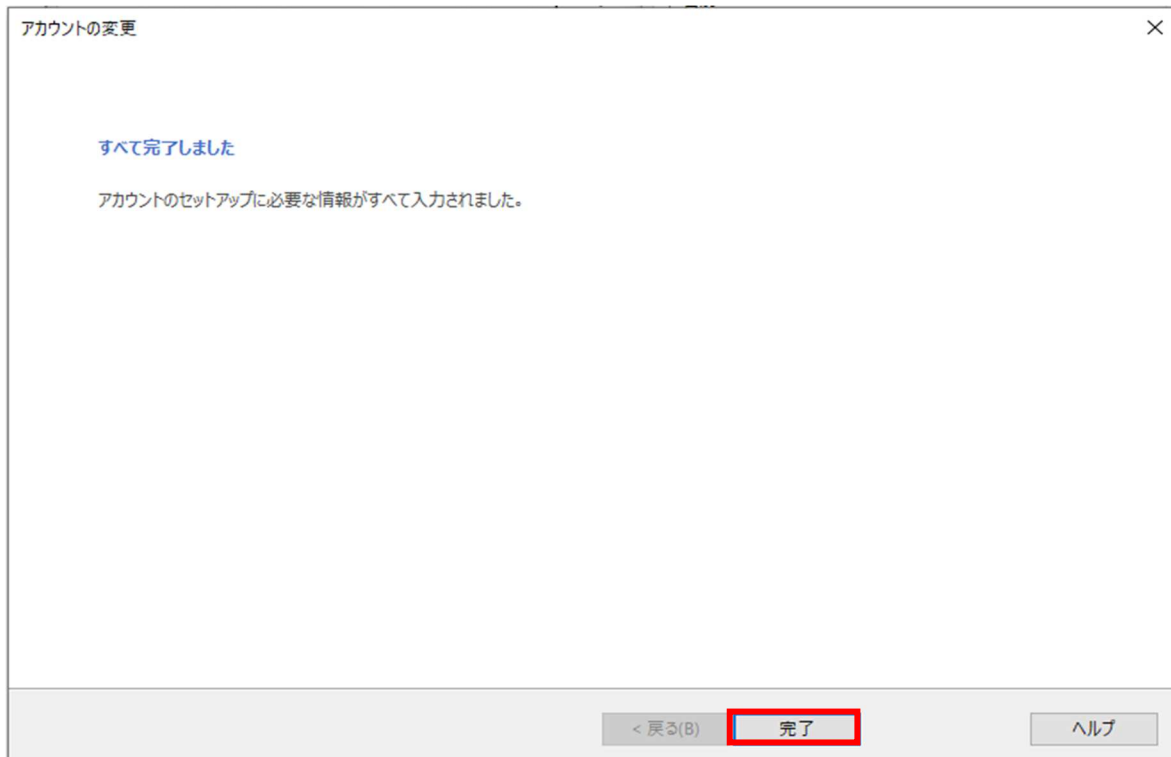 アカウントの変更
すべて完了しました
アカウントのセットアップに必要な情報がすべて入力されました。
< 戻る(B)
完了
ヘルプ